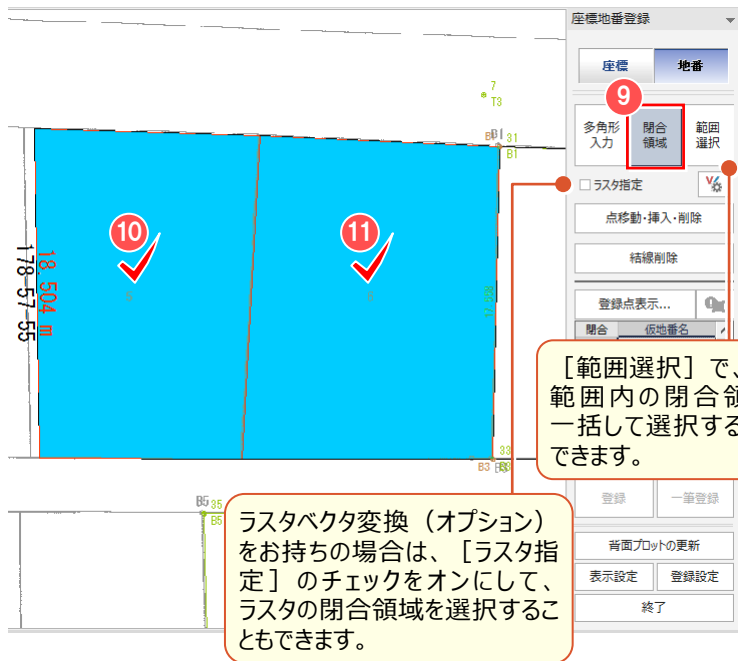 座標地番登録
座標
地番
9
多角形
入力
閉合
領域
範囲
選択
ラスタ指定
点移動・挿入・削除
結線削除
登録点表示...
閉合
仮地番名
[範囲選択]で、
範囲内の閉合領
一括して選択する
できます。
登録
一筆登録
背面プロットの更新
表示設定
登録設定
終了
7
T3
31
B1
10
11
18.504 m
178-57-55
33
B3
B5
35
B5
ラスタベクタ変換（オプション）
をお持ちの場合は、[ラスタ指
定]のチェックをオンにして、
ラスタの閉合領域を選択するこ
ともできます。